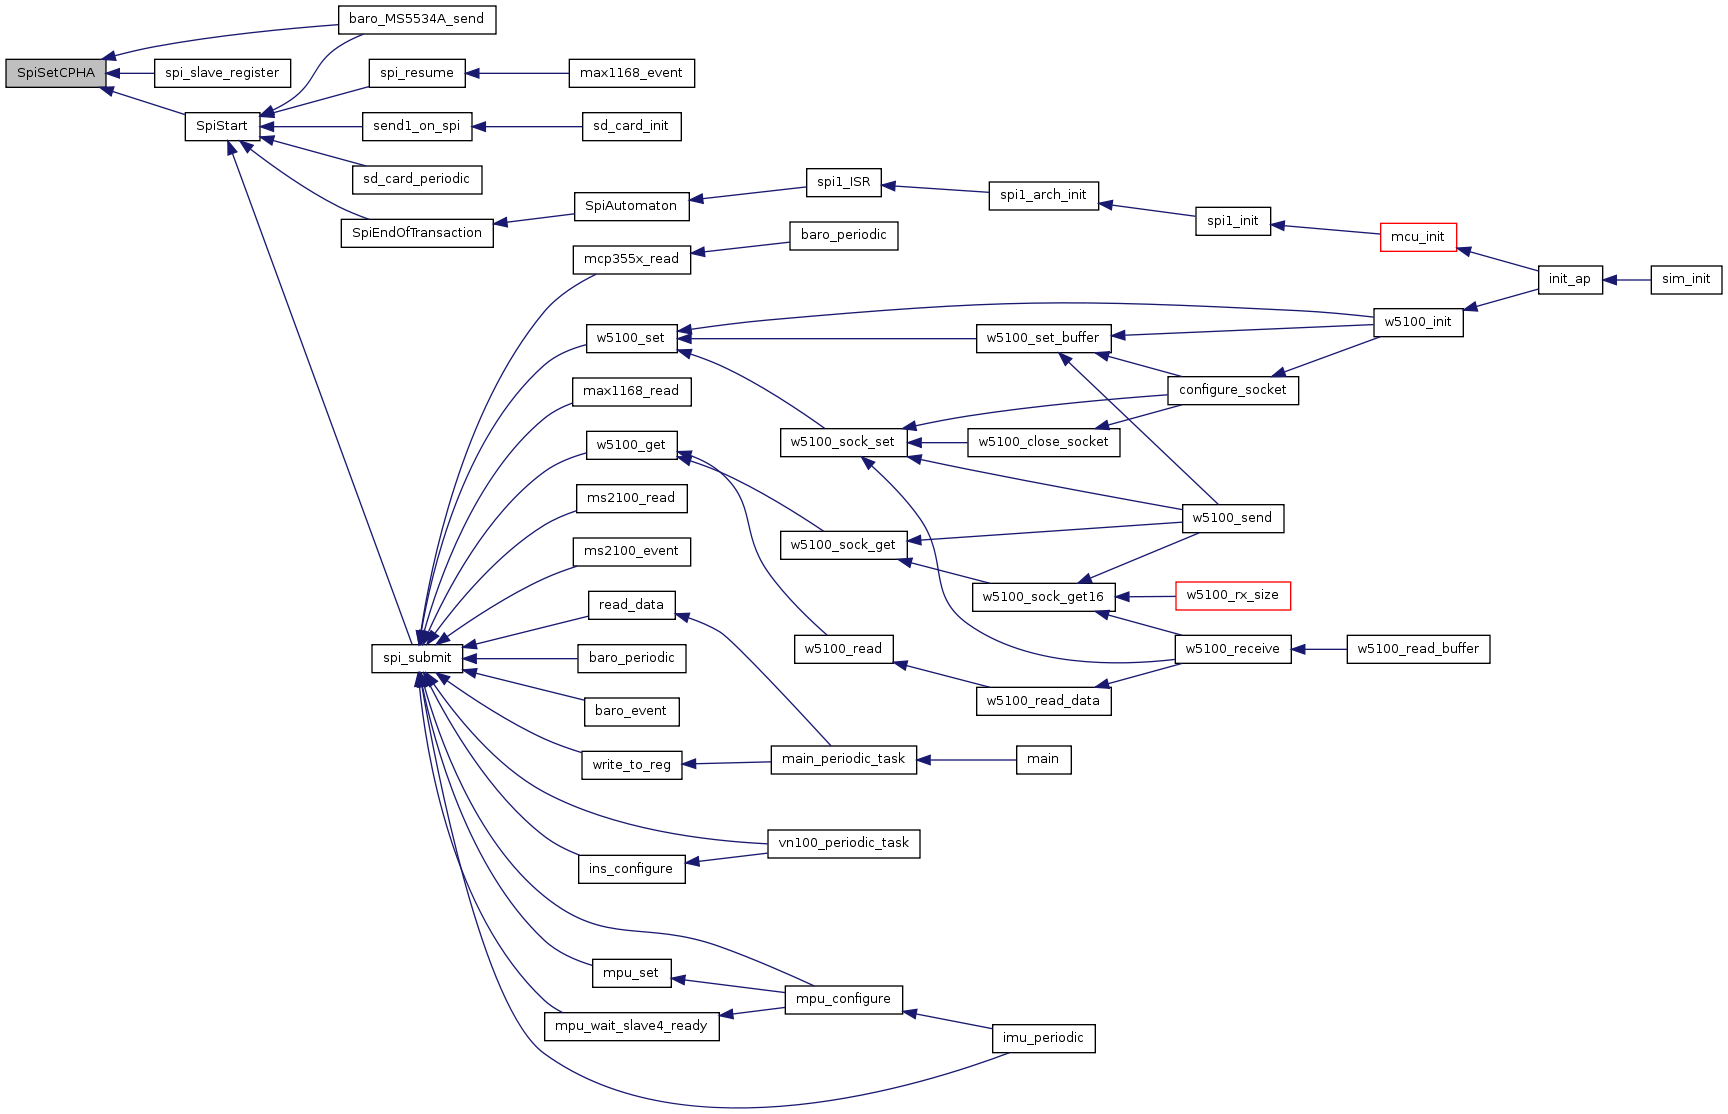 baro_MS5534A_send
SpiSetCPHA
spi_slave_register
spi_resume
max1168_event
SpiStart
send1_on_spi
sd_card_init
sd_card_periodic
SpiEndOfTransaction
SpiAutomaton
spi1_ISR
spi1_arch_init
spi1_init
mcu_init
init_ap
sim_init
mcp355x_read
baro_periodic
w5100_set
w5100_set_buffer
w5100_init
max1168_read
configure_socket
w5100_get
w5100_sock_set
w5100_close_socket
ms2100_read
w5100_send
ms2100_event
w5100_sock_get
read_data
w5100_sock_get16
w5100_rx_size
spi_submit
baro_periodic
w5100_read
w5100_receive
w5100_read_buffer
baro_event
w5100_read_data
write_to_reg
main_periodic_task
main
vn100_periodic_task
ins_configure
mpu_set
mpu_configure
mpu_wait_slave4_ready
imu_periodic